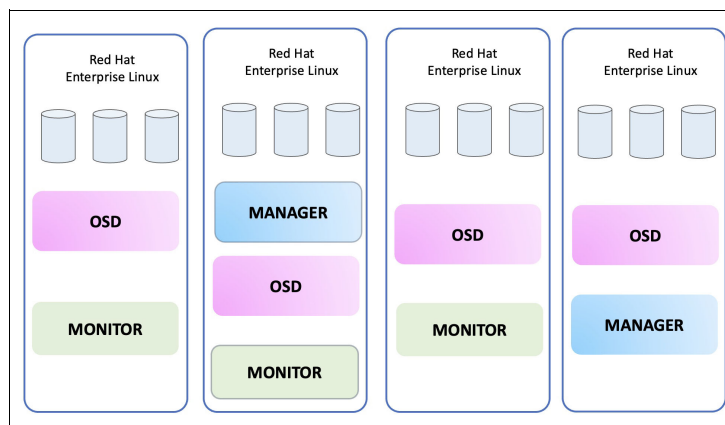 Red Hat
Enterprise Linux
OSD
MONITOR
Red Hat
Enterprise Linux
MANAGER
OSD
MONITOR
Red Hat
Enterprise Linux
OSD
MONITOR
Red Hat
Enterprise Linux
OSD
MANAGER